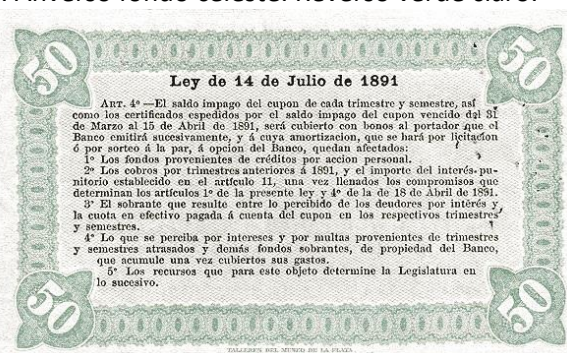 Anverso fondo celeste. Reverso verde claro.
50 50
Ley de 14 de Julio de 1891
ART. 4º —El saldo impago del cupon de cada trimestre y semestre, así
como los certificados espedidos por el saldo impago del cupon vencido del 31
de Marzo al 15 de Abril de 1891, será cubierto con bonos al portador que el
Banco emitirá sucesivamente, y á cuya amortizacion, que se hará por licitacion
ó por sorteo á la par, á opcion del Banco, quedan afectados:
1º Los fondos provenientes de créditos por accion personal.
2º Los cobros por trimestres anteriores á 1891, y el importe del interés punitorio
nitorio establecido en el artículo 11, una vez llenados los compromisos que
determinan los artículos 1º de la presente ley y 4º de la de 18 de Abril de 1891.
3º El sobrante que resulte entre lo percibido de los deudores por interés y
la cuota en efectivo pagada á cuenta del cupon en los respectivos trimestres
y semestres.
4º Lo que se perciba por intereses y por multas provenientes de trimestres
y semestres atrasados y demás fondos sobrantes, de propiedad del Banco,
que acumule una vez cubiertos sus gastos.
5º Los recursos que para este objeto determine la Legislatura en
lo sucesivo.
50 50
TALLERES DEL MUSEO DE LA PLATA